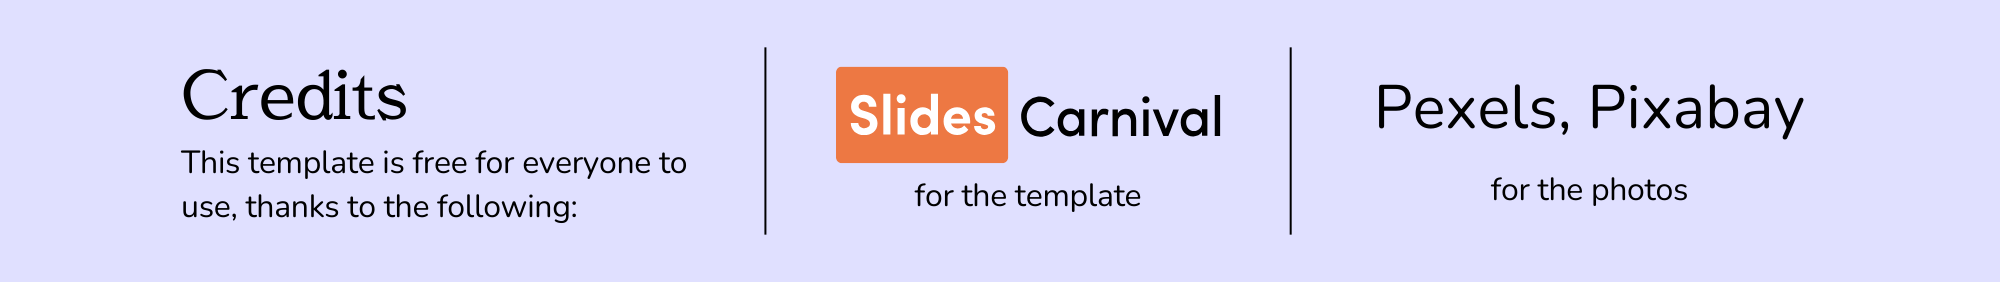 Credits
This template is free for everyone to
use, thanks to the following:
Slides Carnival
for the template
Pexels, Pixabay
for the photos